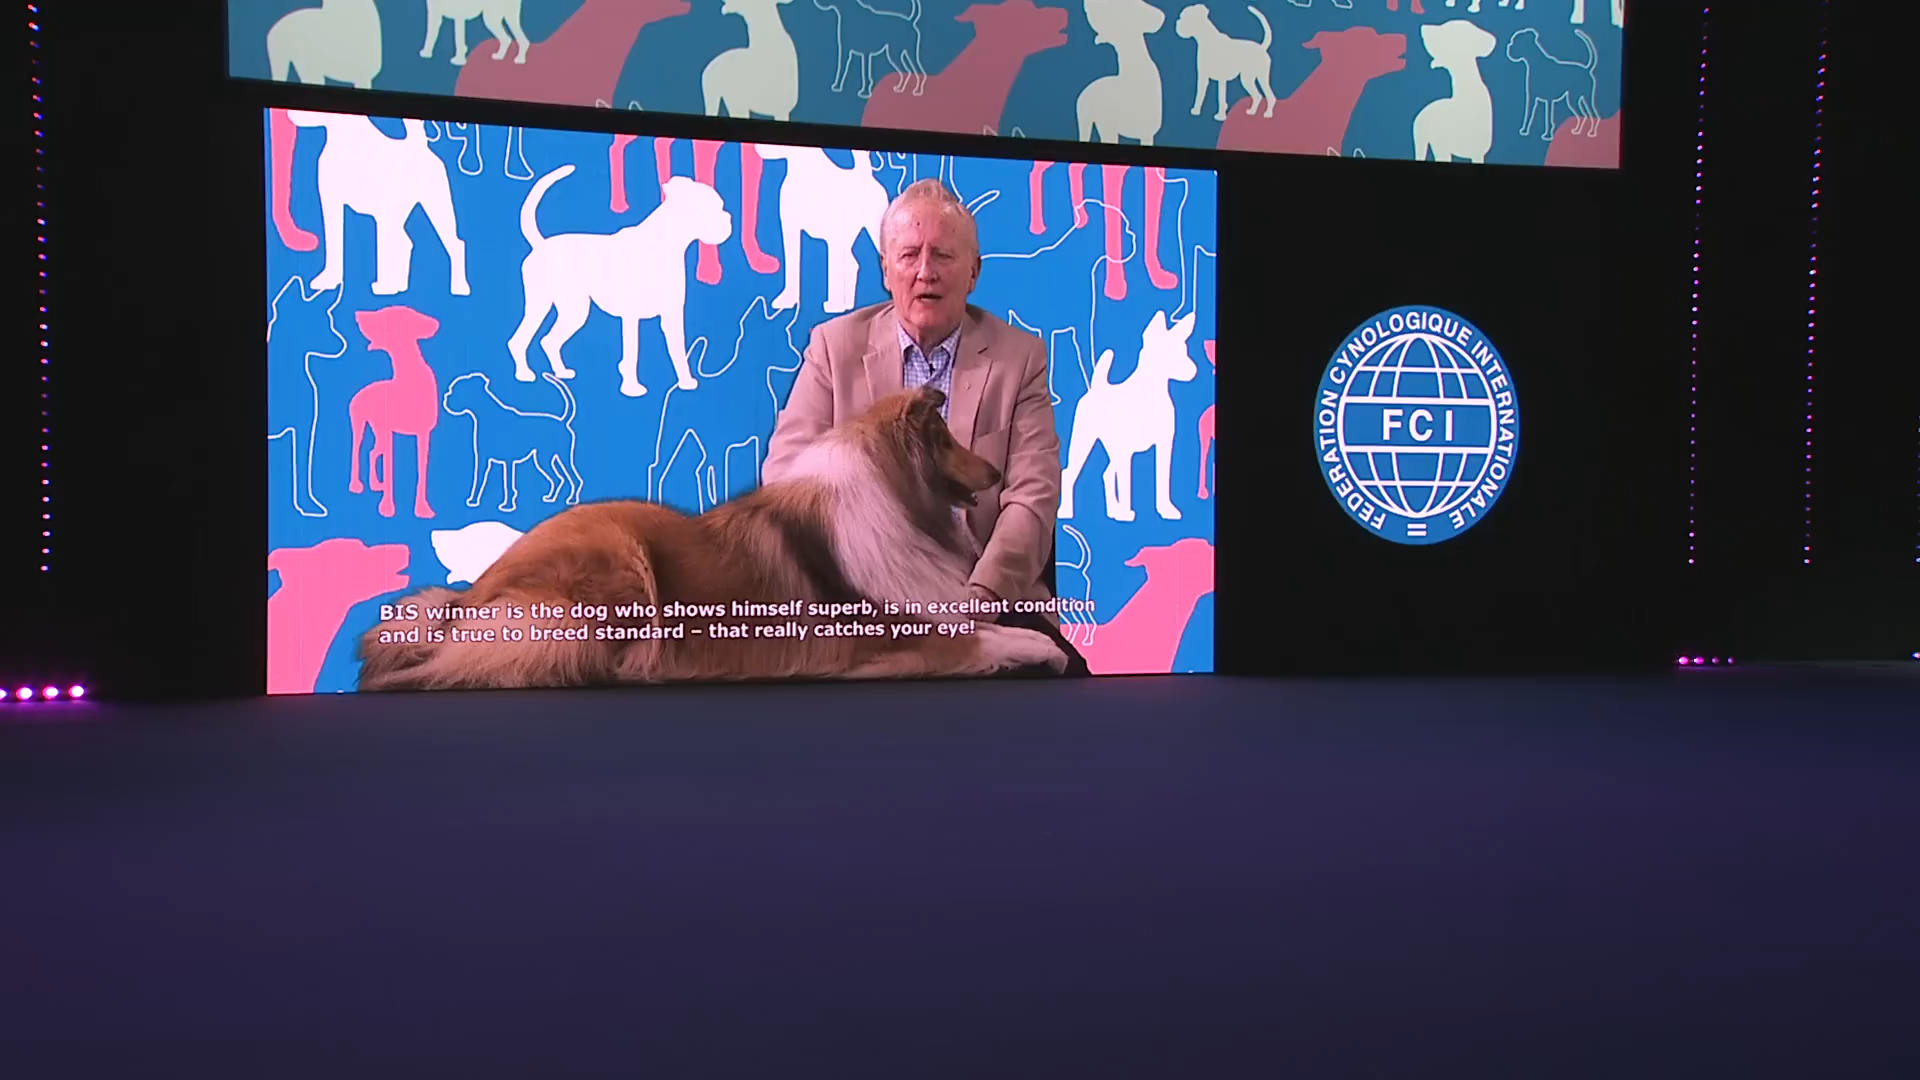 BIS winner is the dog who shows himself superb, is in excellent condition
and is true to breed standard – that really catches your eye!
FEDERATION CYNOLOGIQUE INTERNATIONALE
FCI